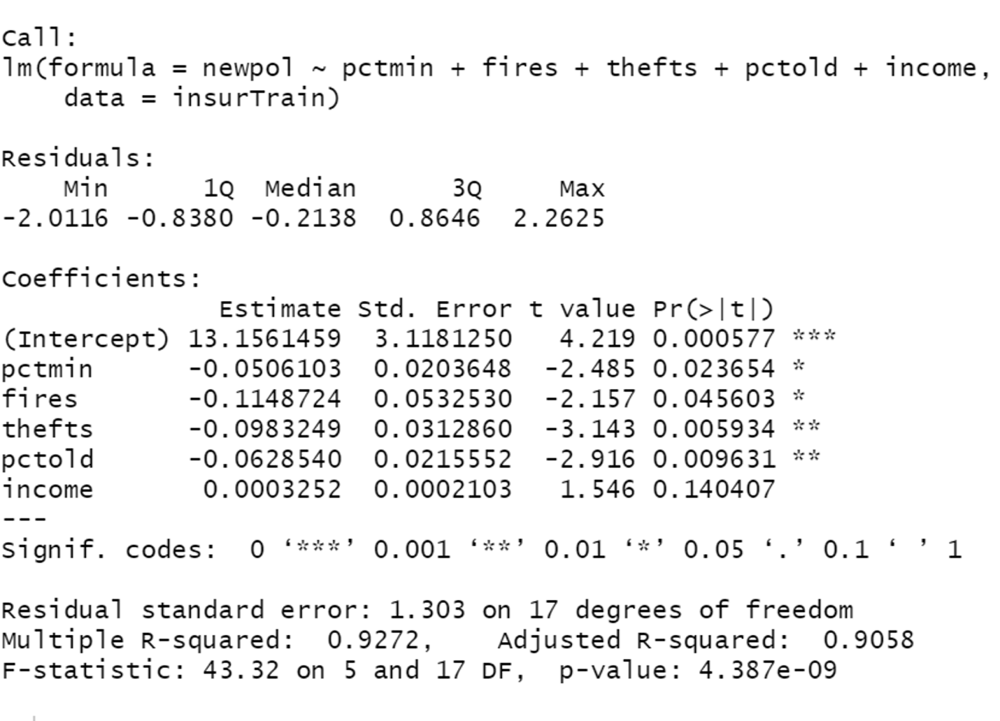 Call:
lm(formula = newpol ~ pctmin + fires + thefts + pctold + income,
    data = insurTrain)
Residuals:
    Min      1Q  Median      3Q     Max
-2.0116 -0.8380 -0.2138  0.8646  2.2625
Coefficients:
              Estimate Std. Error t value Pr(>|t|)
(Intercept) 13.1561459  3.1181250   4.219 0.000577 ***
pctmin      -0.0506103  0.0203648  -2.485 0.023654 *
fires       -0.1148724  0.0532530  -2.157 0.045603 *
thefts      -0.0983249  0.0312860  -3.143 0.005934 **
pctold      -0.0628540  0.0215552  -2.916 0.009631 **
income       0.0003252  0.0002103   1.546 0.140407
---
Signif. codes:  0 ‘***’ 0.001 ‘**’ 0.01 ‘*’ 0.05 ‘.’ 0.1 ‘ ’ 1
Residual standard error: 1.303 on 17 degrees of freedom
Multiple R-squared:  0.9272,    Adjusted R-squared:  0.9058
F-statistic: 43.32 on 5 and 17 DF,  p-value: 4.387e-09